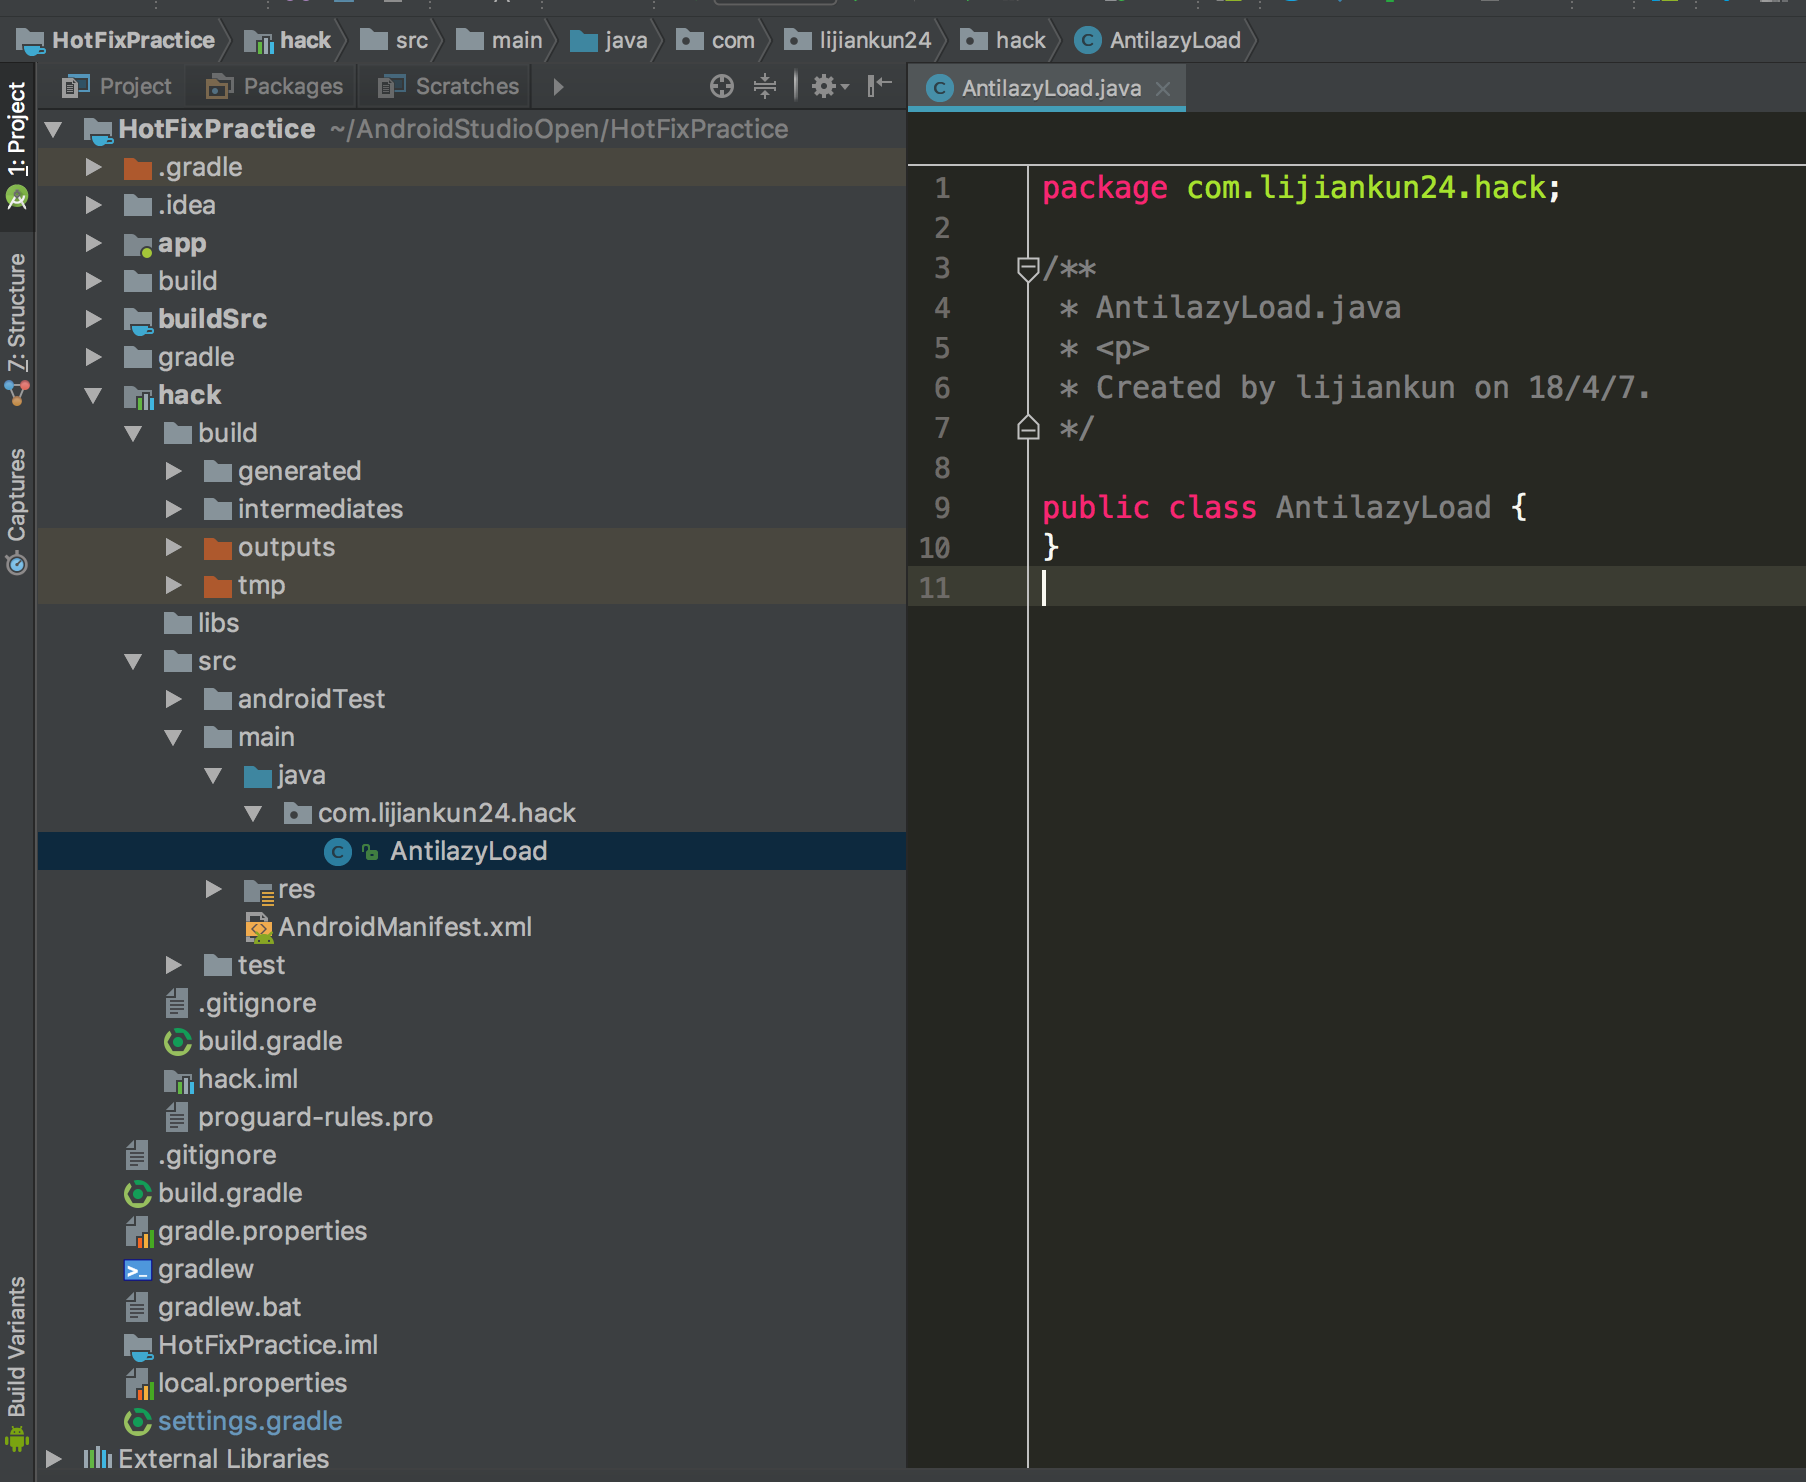 HotFixPractice hack src main java com lijiankun24 hack AntilazyLoad
Project Packages Scratches
AntilazyLoad.java
1: Project
Z: Structure
Captures
Build Variants
HotFixPractice ~/AndroidStudioOpen/HotFixPractice
.gradle
.idea
app
build
buildSrc
gradle
hack
build
generated
intermediates
outputs
tmp
libs
src
androidTest
main
java
com.lijiankun24.hack
AntilazyLoad
res
AndroidManifest.xml
test
.gitignore
build.gradle
hack.iml
proguard-rules.pro
.gitignore
build.gradle
gradle.properties
gradlew
gradlew.bat
HotFixPractice.iml
local.properties
settings.gradle
External Libraries
1 package com.lijiankun24.hack;
2
3 /**
4 * AntilazyLoad.java
5 * <p>
6 * Created by lijiankun on 18/4/7.
7 */
8
9 public class AntilazyLoad {
10 }
11